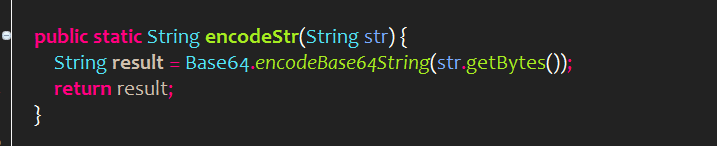 public static String encodeStr(String str) {
String result = Base64.encodeBase64String(str.getBytes());
return result;
}